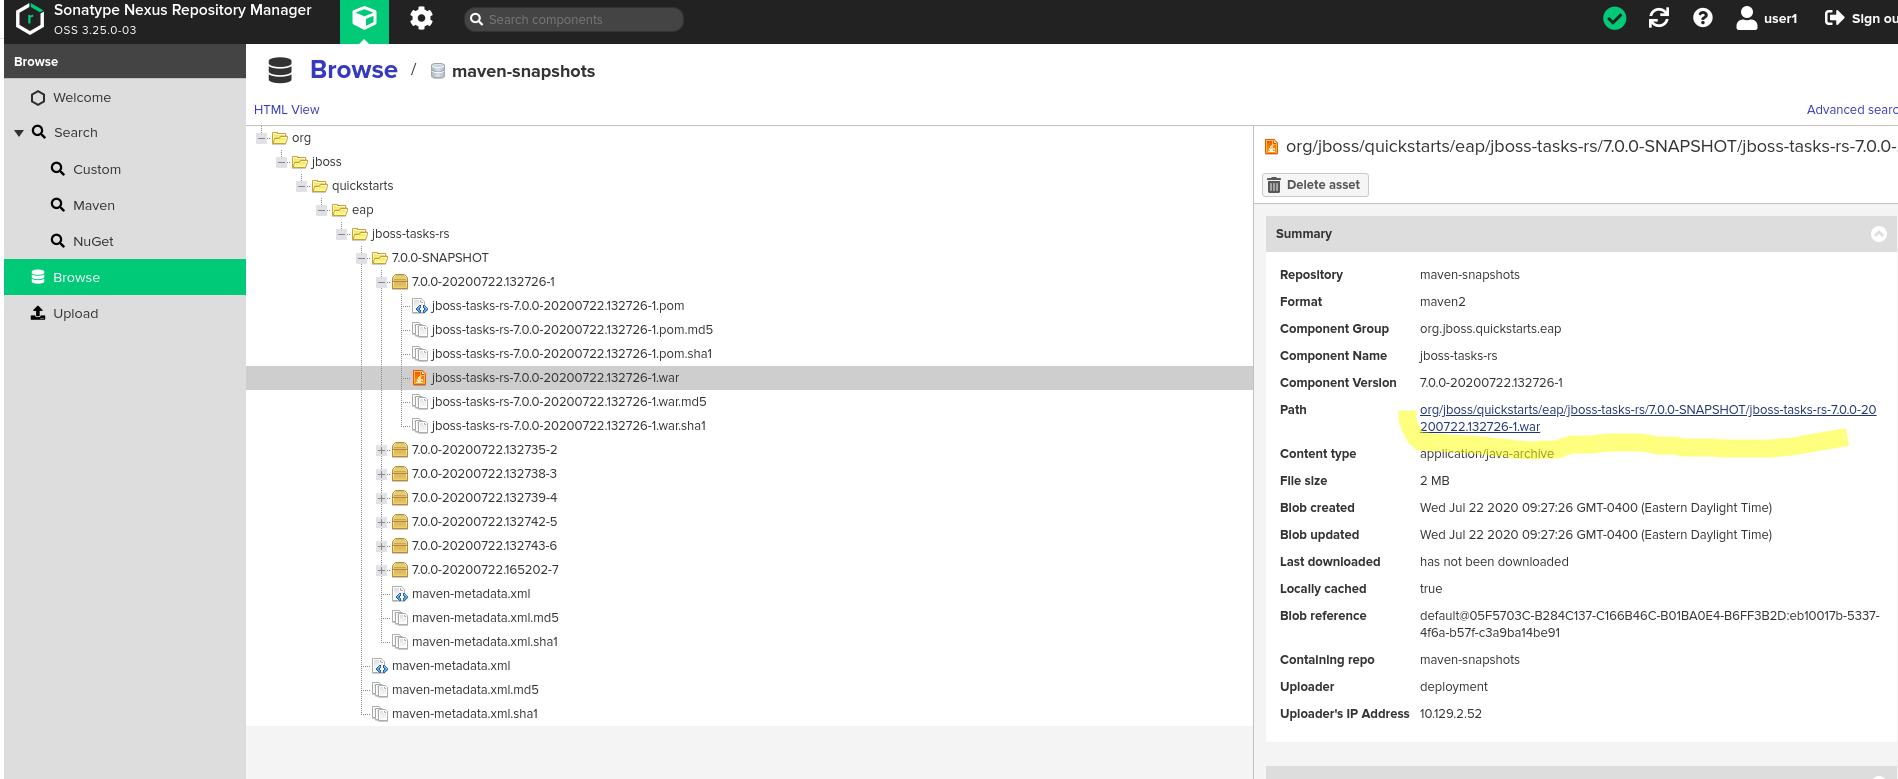 Sonatype Nexus Repository Manager
OSS 3.25.0-03
Search components
user1
Sign ou
Browse
Welcome
Search
Custom
Maven
NuGet
Browse
Upload
Browse / maven-snapshots
HTML View
Advanced searc
org
jboss
quickstarts
eap
jboss-tasks-rs
7.0.0-SNAPSHOT
7.0.0-20200722.132726-1
jboss-tasks-rs-7.0.0-20200722.132726-1.pom
jboss-tasks-rs-7.0.0-20200722.132726-1.pom.md5
jboss-tasks-rs-7.0.0-20200722.132726-1.pom.sha1
jboss-tasks-rs-7.0.0-20200722.132726-1.war
jboss-tasks-rs-7.0.0-20200722.132726-1.war.md5
jboss-tasks-rs-7.0.0-20200722.132726-1.war.sha1
7.0.0-20200722.132735-2
7.0.0-20200722.132738-3
7.0.0-20200722.132739-4
7.0.0-20200722.132742-5
7.0.0-20200722.132743-6
7.0.0-20200722.165202-7
maven-metadata.xml
maven-metadata.xml.md5
maven-metadata.xml.sha1
maven-metadata.xml
maven-metadata.xml.md5
maven-metadata.xml.sha1
org/jboss/quickstarts/eap/jboss-tasks-rs/7.0.0-SNAPSHOT/jboss-tasks-rs-7.0.0-
Delete asset
Summary
Repository maven-snapshots
Format maven2
Component Group org.jboss.quickstarts.eap
Component Name jboss-tasks-rs
Component Version 7.0.0-20200722.132726-1
Path org/jboss/quickstarts/eap/jboss-tasks-rs/7.0.0-SNAPSHOT/jboss-tasks-rs-7.0.0-20
200722.132726-1.war
Content type application/java-archive
File size 2 MB
Blob created Wed Jul 22 2020 09:27:26 GMT-0400 (Eastern Daylight Time)
Blob updated Wed Jul 22 2020 09:27:26 GMT-0400 (Eastern Daylight Time)
Last downloaded has not been downloaded
Locally cached true
Blob reference default@05F5703C-B284C137-C166B46C-B01BA0E4-B6FF3B2D:eb10017b-5337-
4f6a-b57f-c3a9ba14be91
Containing repo maven-snapshots
Uploader deployment
Uploader's IP Address 10.129.2.52